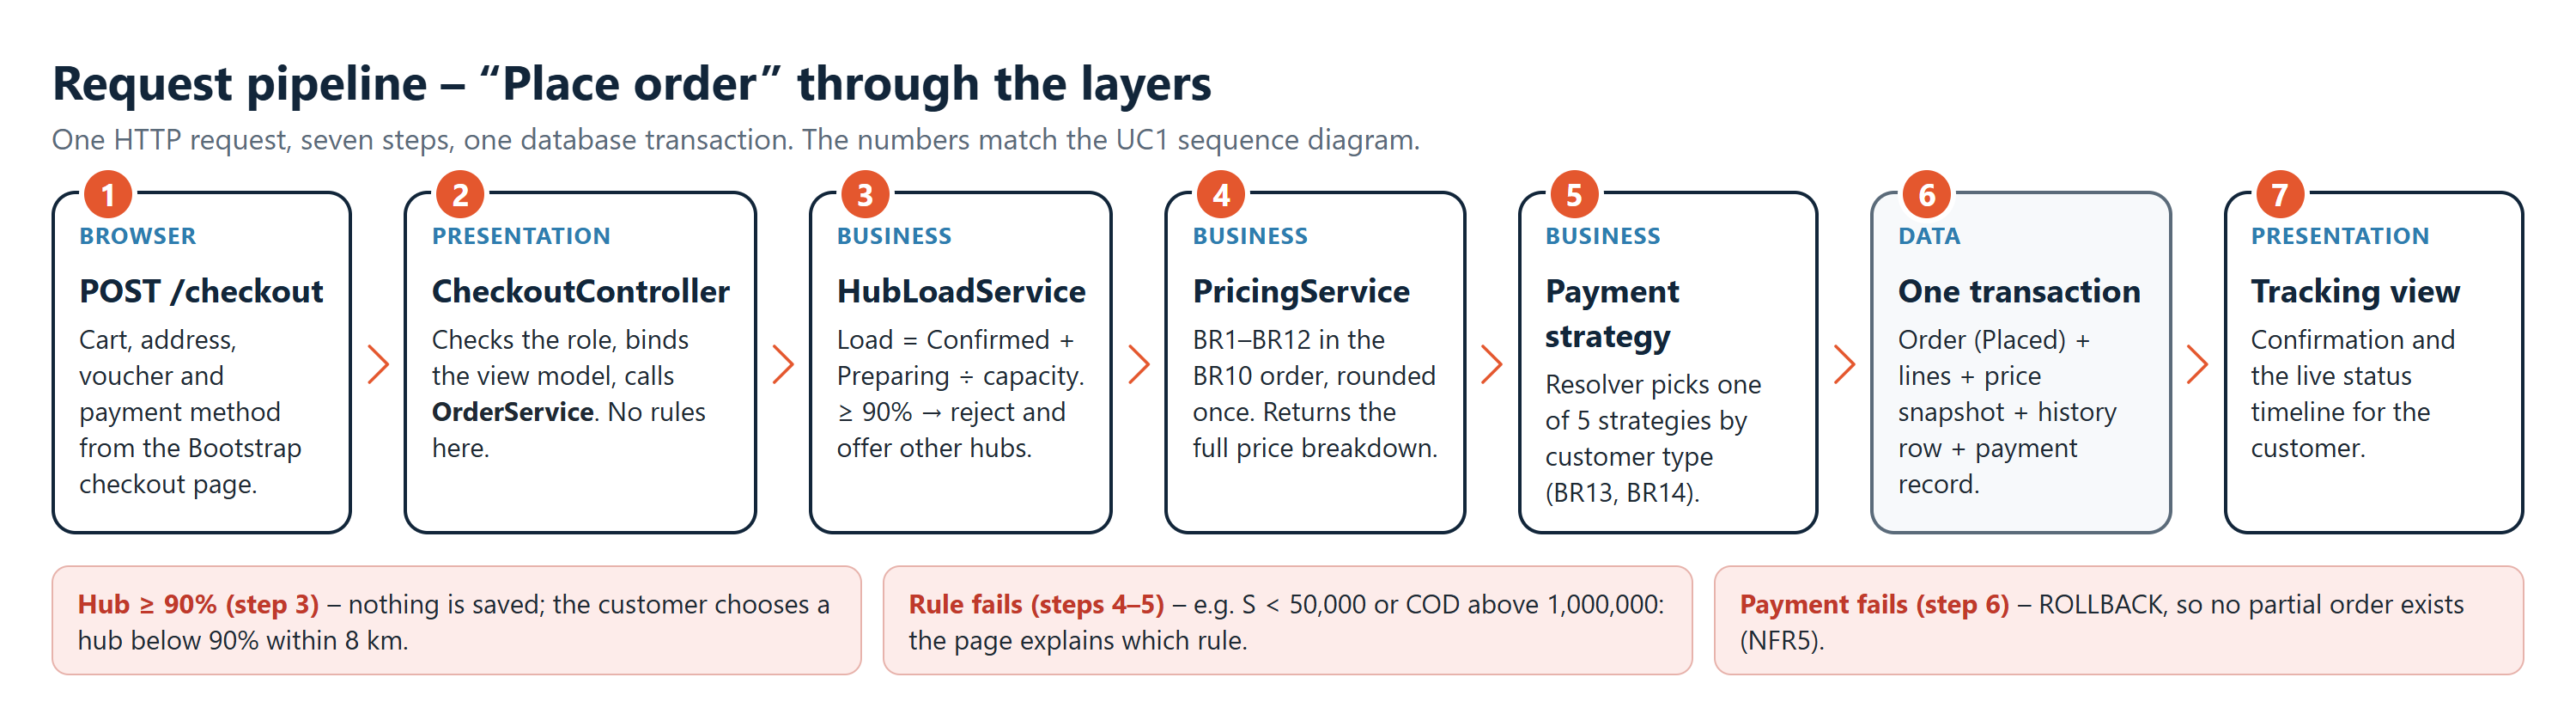 Request pipeline – “Place order” through the layers
One HTTP request, seven steps, one database transaction. The numbers match the UC1 sequence diagram.
1
BROWSER
POST /checkout
Cart, address,
voucher and
payment method
from the Bootstrap
checkout page.
2
PRESENTATION
CheckoutController
Checks the role, binds
the view model, calls
OrderService. No rules
here.
3
BUSINESS
HubLoadService
Load = Confirmed +
Preparing ÷ capacity.
≥ 90% → reject and
offer other hubs.
4
BUSINESS
PricingService
BR1–BR12 in the
BR10 order, rounded
once. Returns the
full price breakdown.
5
BUSINESS
Payment
strategy
Resolver picks one
of 5 strategies by
customer type
(BR13, BR14).
6
DATA
One transaction
Order (Placed) +
lines + price
snapshot + history
row + payment
record.
7
PRESENTATION
Tracking view
Confirmation and
the live status
timeline for the
customer.
Hub ≥ 90% (step 3) – nothing is saved; the customer chooses a
hub below 90% within 8 km.
Rule fails (steps 4–5) – e.g. S < 50,000 or COD above 1,000,000:
the page explains which rule.
Payment fails (step 6) – ROLLBACK, so no partial order exists
(NFR5).